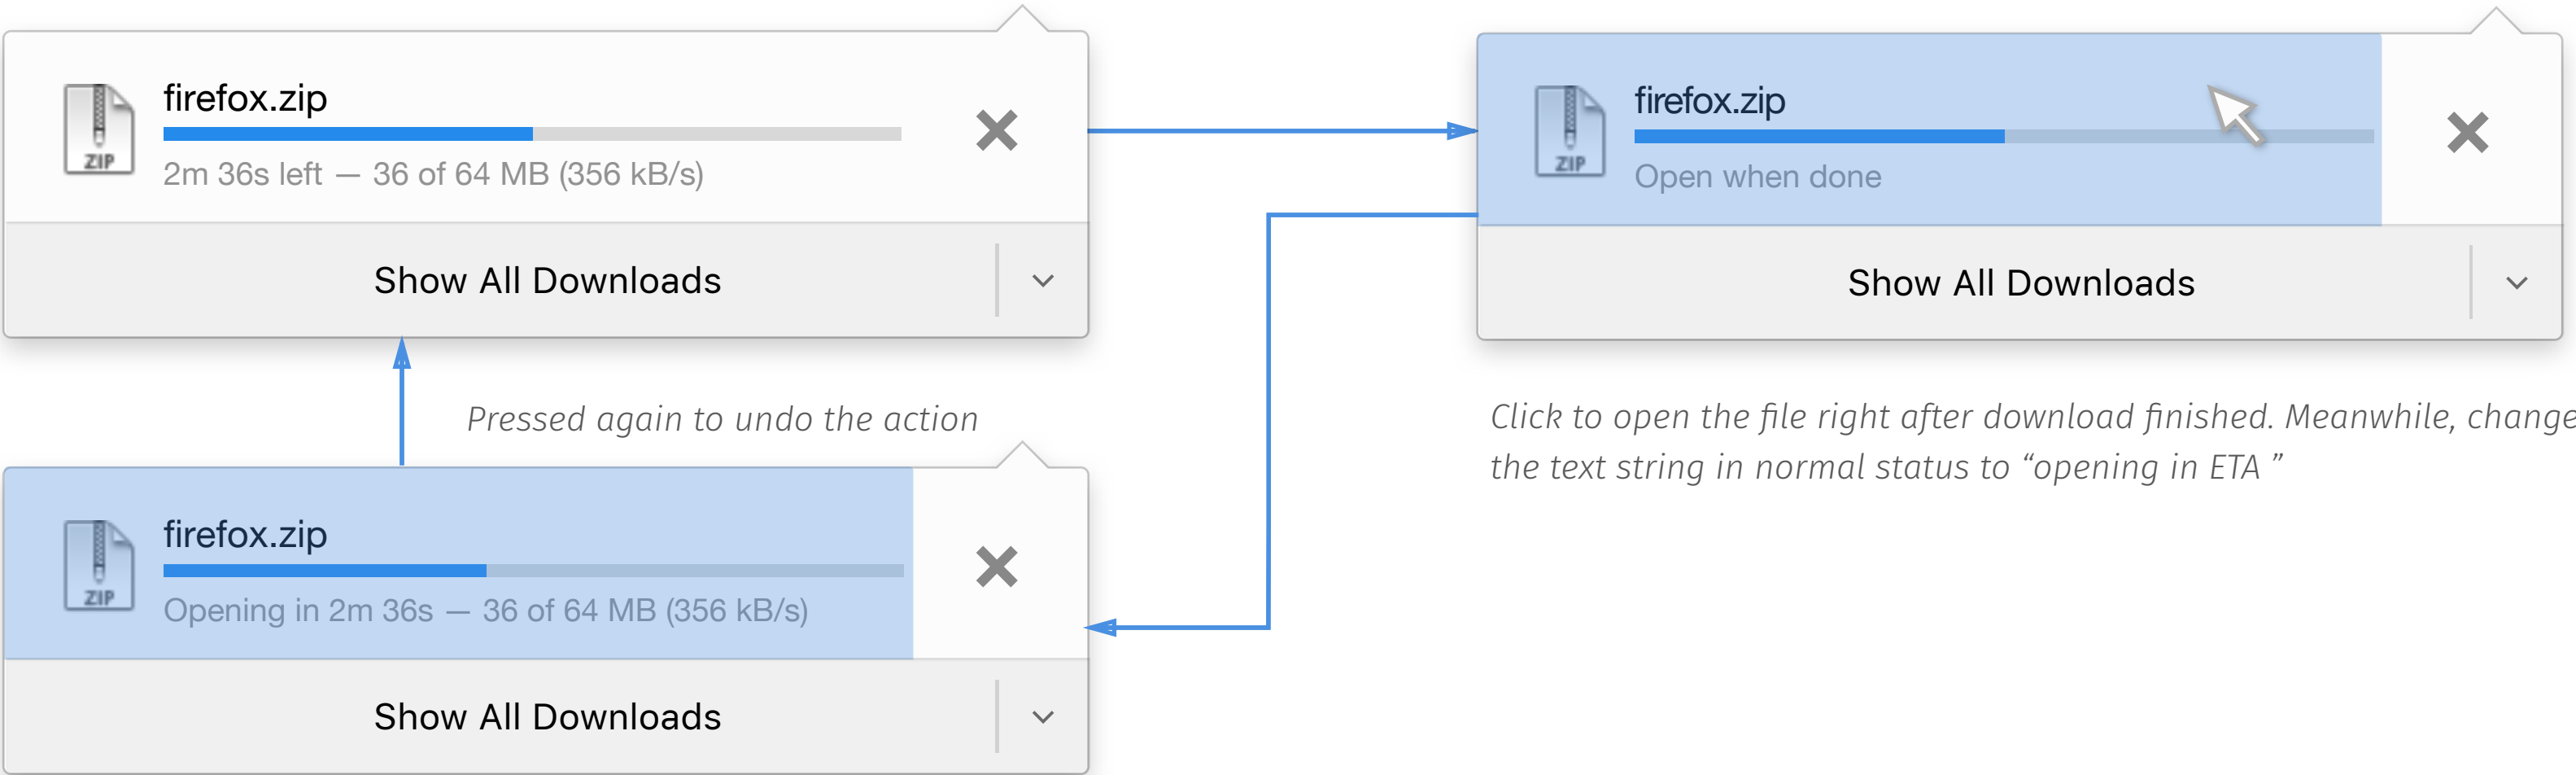 firefox.zip
2m 36s left — 36 of 64 MB (356 kB/s)
ZIP
Show All Downloads
firefox.zip
Open when done
ZIP
Show All Downloads
Click to open the file right after download finished. Meanwhile, change
the text string in normal status to “opening in ETA ”
Pressed again to undo the action
firefox.zip
Opening in 2m 36s — 36 of 64 MB (356 kB/s)
ZIP
Show All Downloads